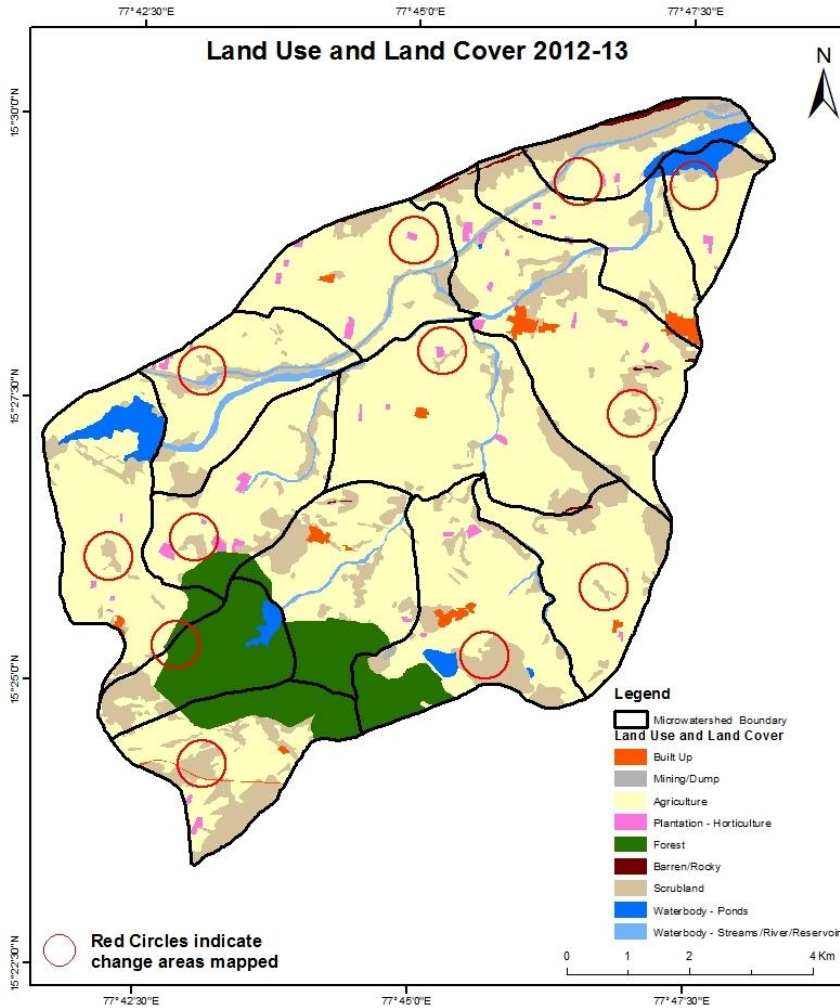 77°42'30"E 77°45'0"E 77°47'30"E
Land Use and Land Cover 2012-13
N
15°30'0"N
15°27'30"N
15°25'0"N
15°22'30"N
Legend
Microwatershed Boundary
Land Use and Land Cover
Built Up
Mining/Dump
Agriculture
Plantation - Horticulture
Forest
Barren/Rocky
Scrubland
Waterbody - Ponds
Waterbody - Streams/River/Reservoir
Red Circles indicate
change areas mapped
0 1 2 4 Km
77°42'30"E 77°45'0"E 77°47'30"E